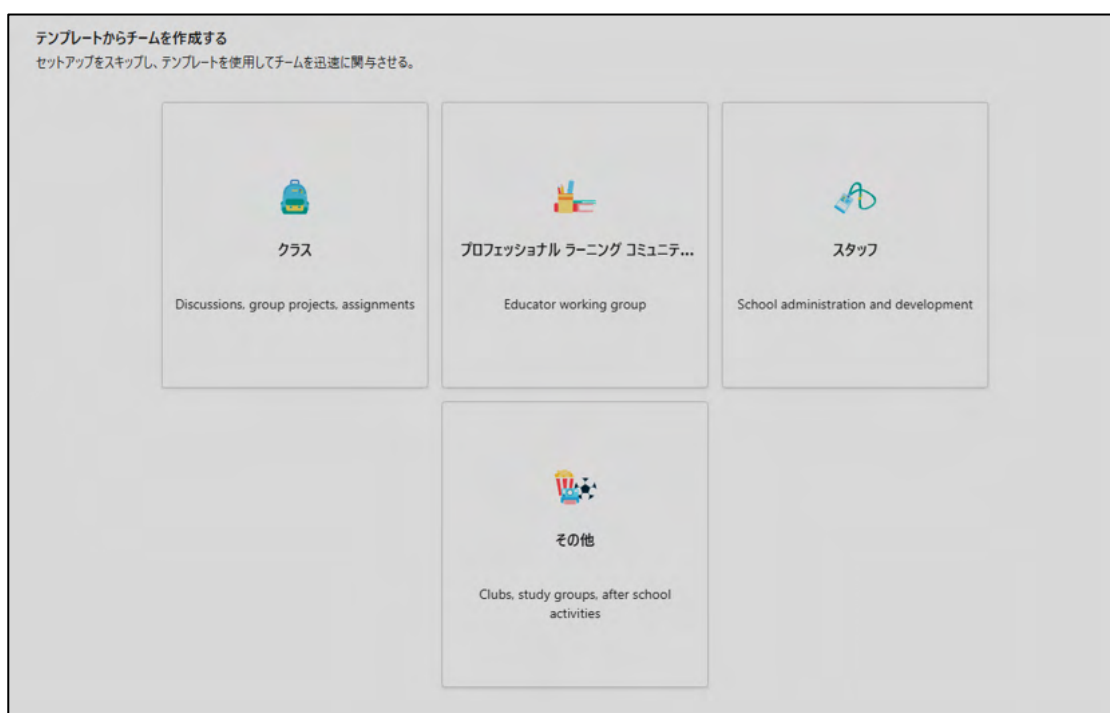 テンプレートからチームを作成する
セットアップをスキップし、テンプレートを使用してチームを迅速に関与させる。
クラス
Discussions, group projects, assignments
プロフェッショナル ラーニング コミュニテ...
Educator working group
スタッフ
School administration and development
その他
Clubs, study groups, after school
activities